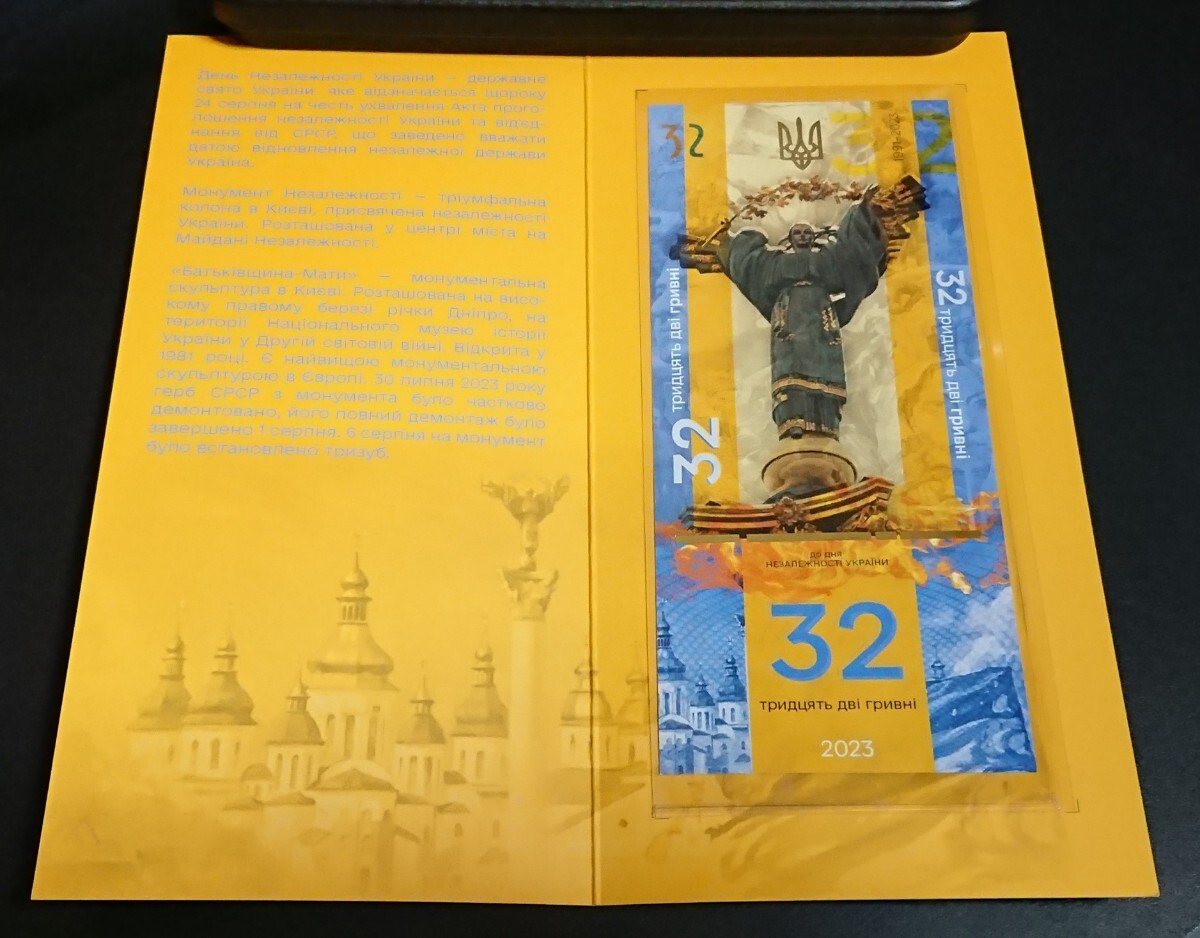 День Незалежності України – державне
свято України, яке відзначається щороку
24 серпня на честь ухвалення Акта прого-
лошення незалежності України та від'єд-
нання від СРСР, що заведено вважати
датою відновлення незалежної держави
Україна.
Монумент Незалежності – тріумфальна
колона в Києві, присвячена незалежності
України. Розташована у центрі міста на
Майдані Незалежності.
«Батьківщина-Мати» – монументальна
скульптура в Києві. Розташована на висо-
кому правому березі річки Дніпро, на
території Національного музею історії
України у Другій світовій війні. Відкрита у
1981 році. Є найвищою монументальною
скульптурою в Європі. 30 липня 2023 року
герб СРСР з монумента було частково
демонтовано, його повний демонтаж було
завершено 1 серпня. 6 серпня на монумент
було встановлено тризуб.
32
32
1991-2023
32 тридцять дві гривні
32 тридцять дві гривні
ДО ДНЯ
НЕЗАЛЕЖНОСТІ УКРАЇНИ
32
тридцять дві гривні
2023